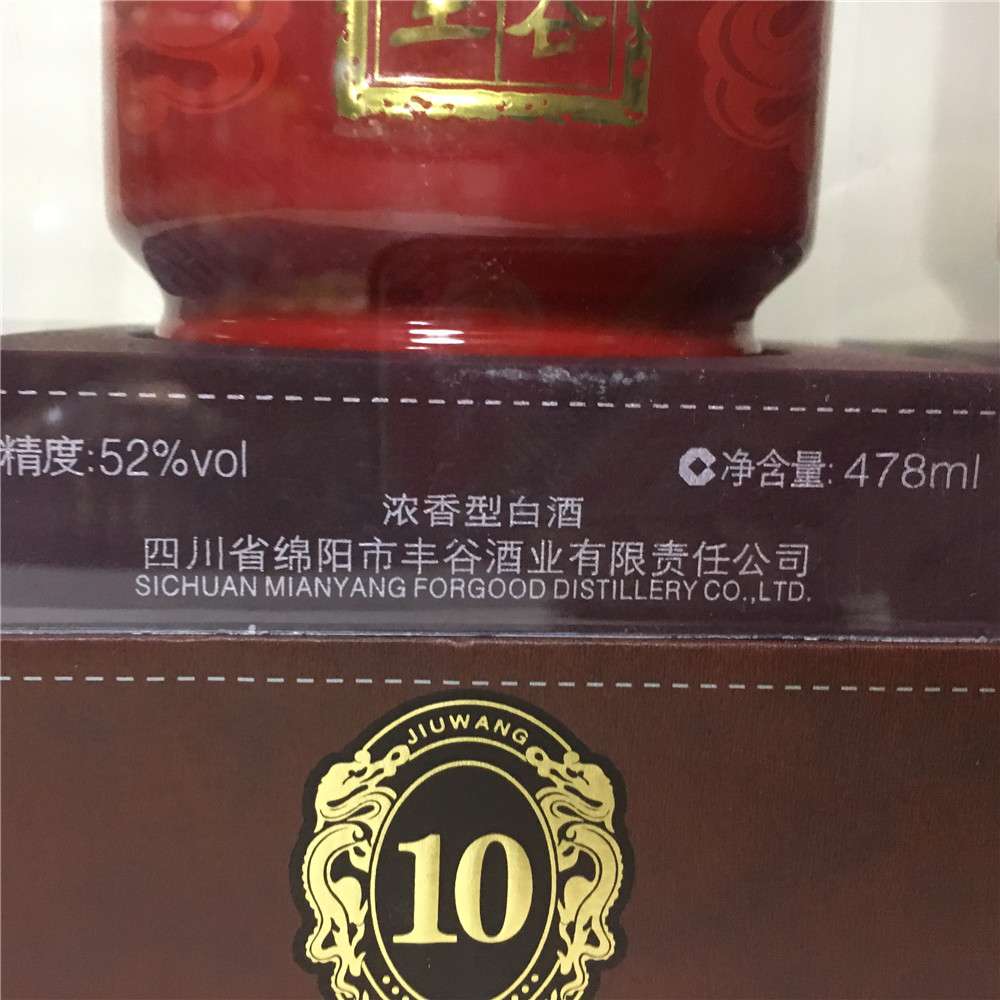 精度:52%vol
净含量: 478ml
浓香型白酒
四川省绵阳市丰谷酒业有限责任公司
SICHUAN MIANYANG FORGOOD DISTILLERY CO.,LTD.
JIUWANG
10